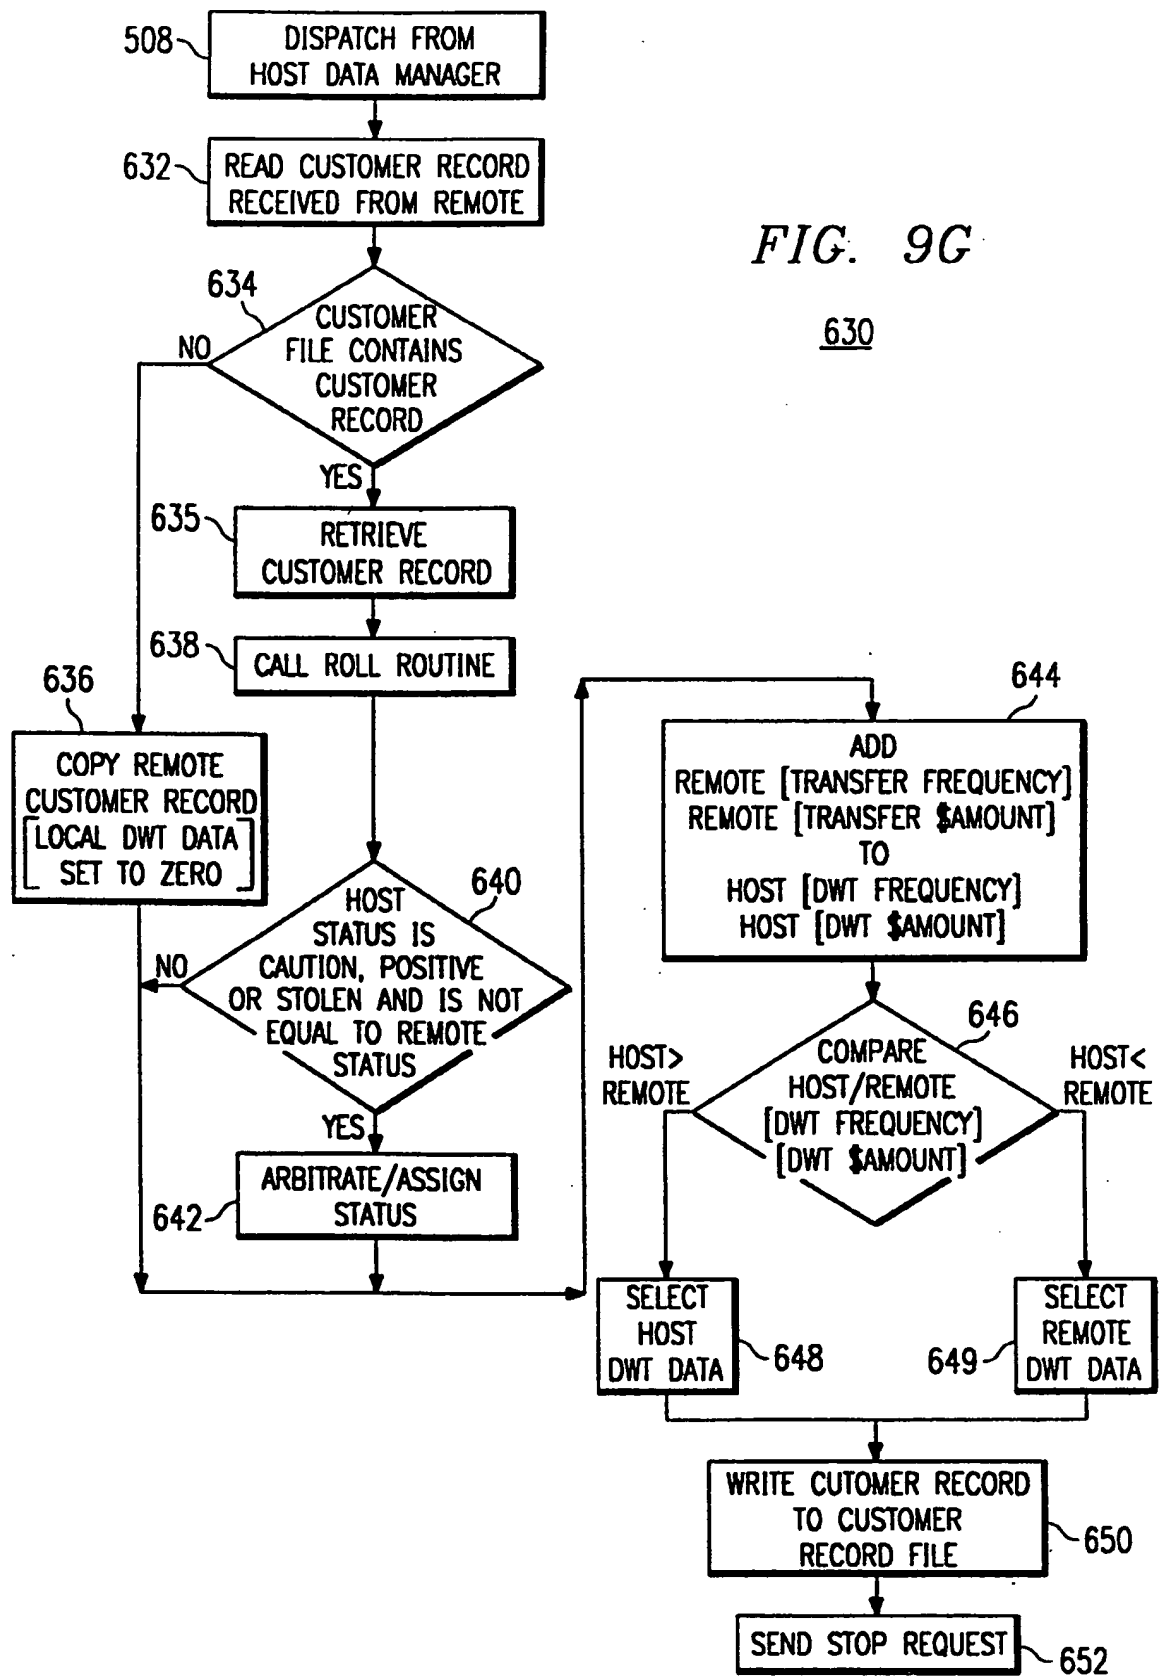 508
DISPATCH FROM
HOST DATA MANAGER
632
READ CUSTOMER RECORD
RECEIVED FROM REMOTE
FIG. 9G
630
634
CUSTOMER
FILE CONTAINS
CUSTOMER
RECORD
NO
YES
635
RETRIEVE
CUSTOMER RECORD
638
CALL ROLL ROUTINE
636
COPY REMOTE
CUSTOMER RECORD
[LOCAL DWT DATA
SET TO ZERO]
640
HOST
STATUS IS
CAUTION, POSITIVE
OR STOLEN AND IS NOT
EQUAL TO REMOTE
STATUS
NO
YES
642
ARBITRATE/ASSIGN
STATUS
644
ADD
REMOTE [TRANSFER FREQUENCY]
REMOTE [TRANSFER $AMOUNT]
TO
HOST [DWT FREQUENCY]
HOST [DWT $AMOUNT]
646
COMPARE
HOST/REMOTE
[DWT FREQUENCY]
[DWT $AMOUNT]
HOST>
REMOTE
HOST<
REMOTE
SELECT
HOST
DWT DATA
648
SELECT
REMOTE
DWT DATA
649
WRITE CUTOMER RECORD
TO CUSTOMER
RECORD FILE
650
SEND STOP REQUEST
652